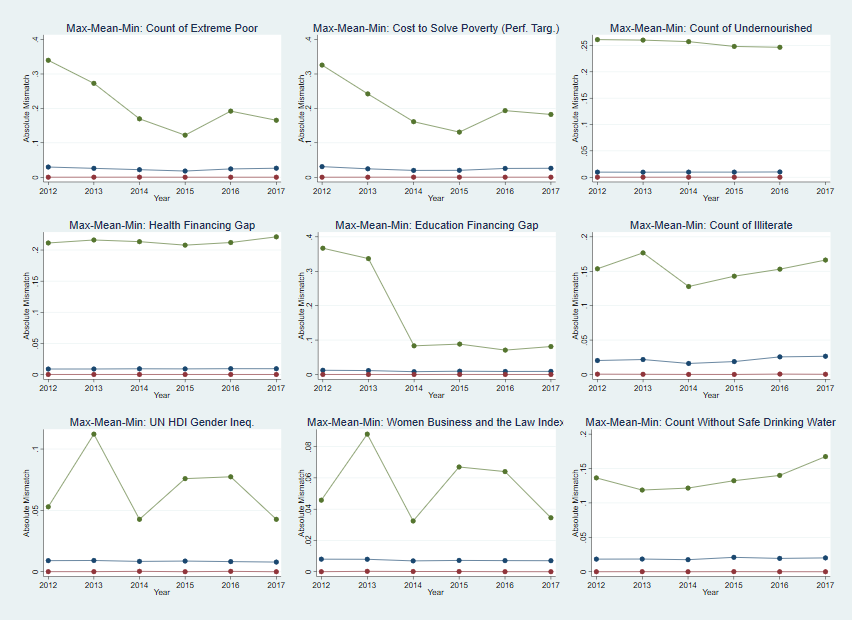 Max-Mean-Min: Count of Extreme Poor
Absolute Mismatch
0 .1 .2 .3 .4
2012 2013 2014 2015 2016 2017
Year
Max-Mean-Min: Cost to Solve Poverty (Perf. Targ.)
Absolute Mismatch
0 .1 .2 .3 .4
2012 2013 2014 2015 2016 2017
Year
Max-Mean-Min: Count of Undernourished
Absolute Mismatch
0 .05 .1 .15 .2 .25
2012 2013 2014 2015 2016 2017
Year
Max-Mean-Min: Health Financing Gap
Absolute Mismatch
0 .05 .1 .15 .2
2012 2013 2014 2015 2016 2017
Year
Max-Mean-Min: Education Financing Gap
Absolute Mismatch
0 .1 .2 .3 .4
2012 2013 2014 2015 2016 2017
Year
Max-Mean-Min: Count of Illiterate
Absolute Mismatch
0 .05 .1 .15 .2
2012 2013 2014 2015 2016 2017
Year
Max-Mean-Min: UN HDI Gender Ineq.
Absolute Mismatch
0 .05 .1
2012 2013 2014 2015 2016 2017
Year
Max-Mean-Min: Women Business and the Law Index
Absolute Mismatch
0 .02 .04 .06 .08
2012 2013 2014 2015 2016 2017
Year
Max-Mean-Min: Count Without Safe Drinking Water
Absolute Mismatch
0 .05 .1 .15 .2
2012 2013 2014 2015 2016 2017
Year